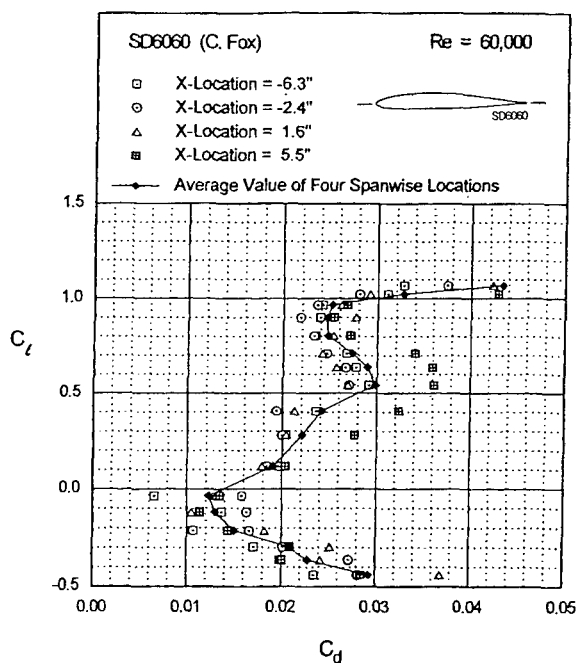 SD6060 (C. Fox) Re = 60,000
X-Location = -6.3"
X-Location = -2.4"
X-Location = 1.6"
X-Location = 5.5"
SD6060
Average Value of Four Spanwise Locations
1.5
1.0
C_ℓ
0.5
0.0
-0.5
0.00 0.01 0.02 0.03 0.04 0.05
C_d